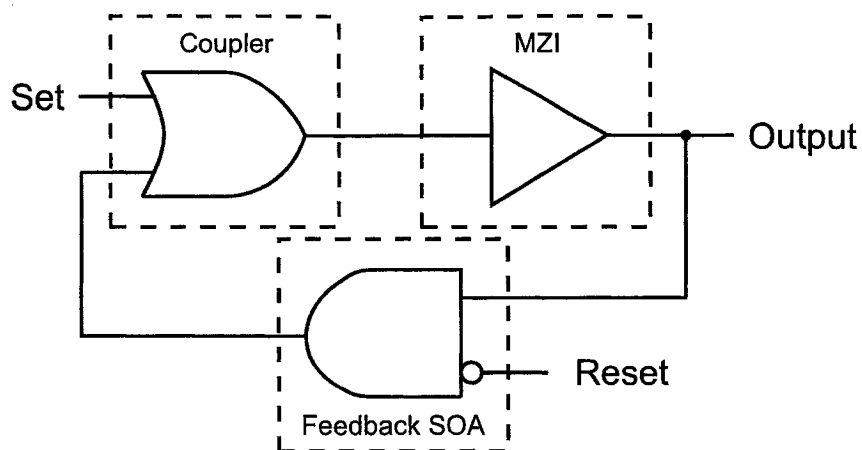 Coupler
MZI
Set
Output
Reset
Feedback SOA